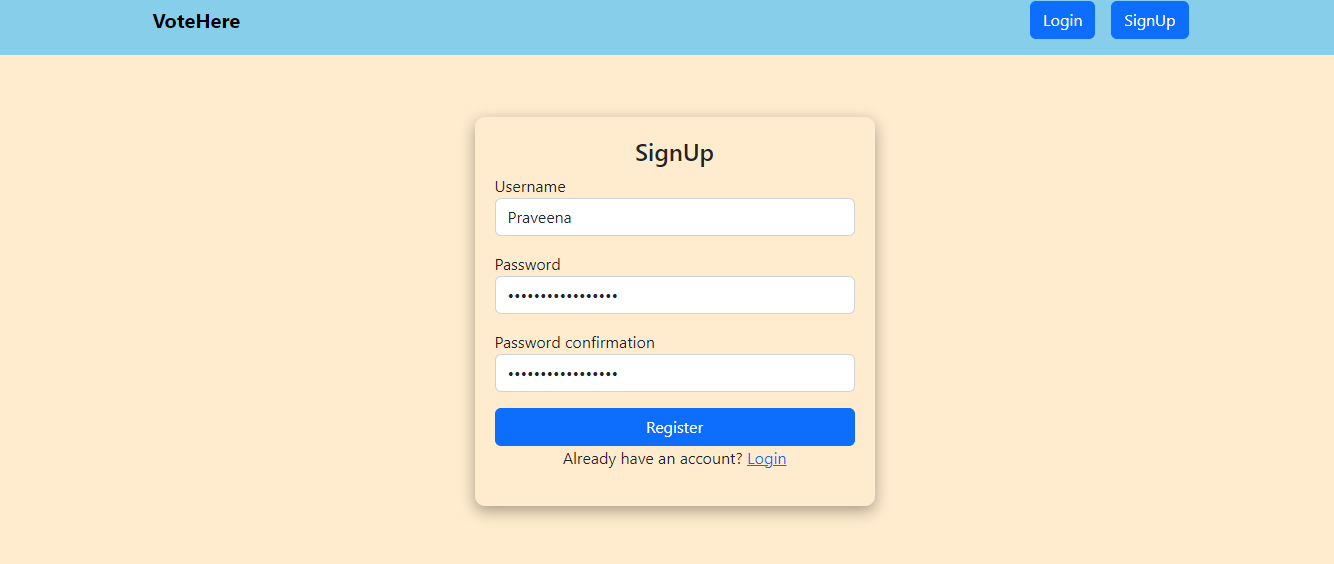 VoteHere Login SignUp
SignUp
Username
Praveena
Password
•••••••••••••••••
Password confirmation
•••••••••••••••••
Register
Already have an account? Login